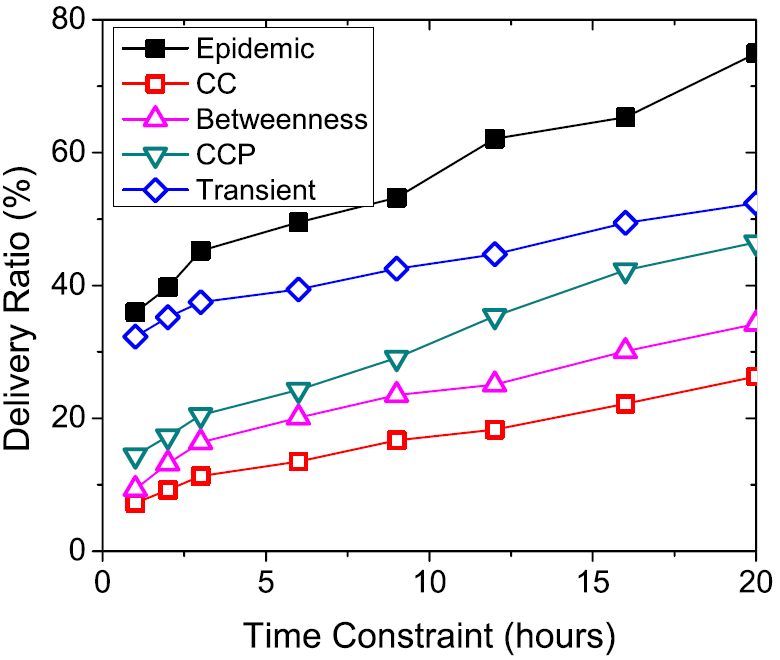 80
60
40
20
0
Delivery Ratio (%)
Epidemic
CC
Betweenness
CCP
Transient
0 5 10 15 20
Time Constraint (hours)